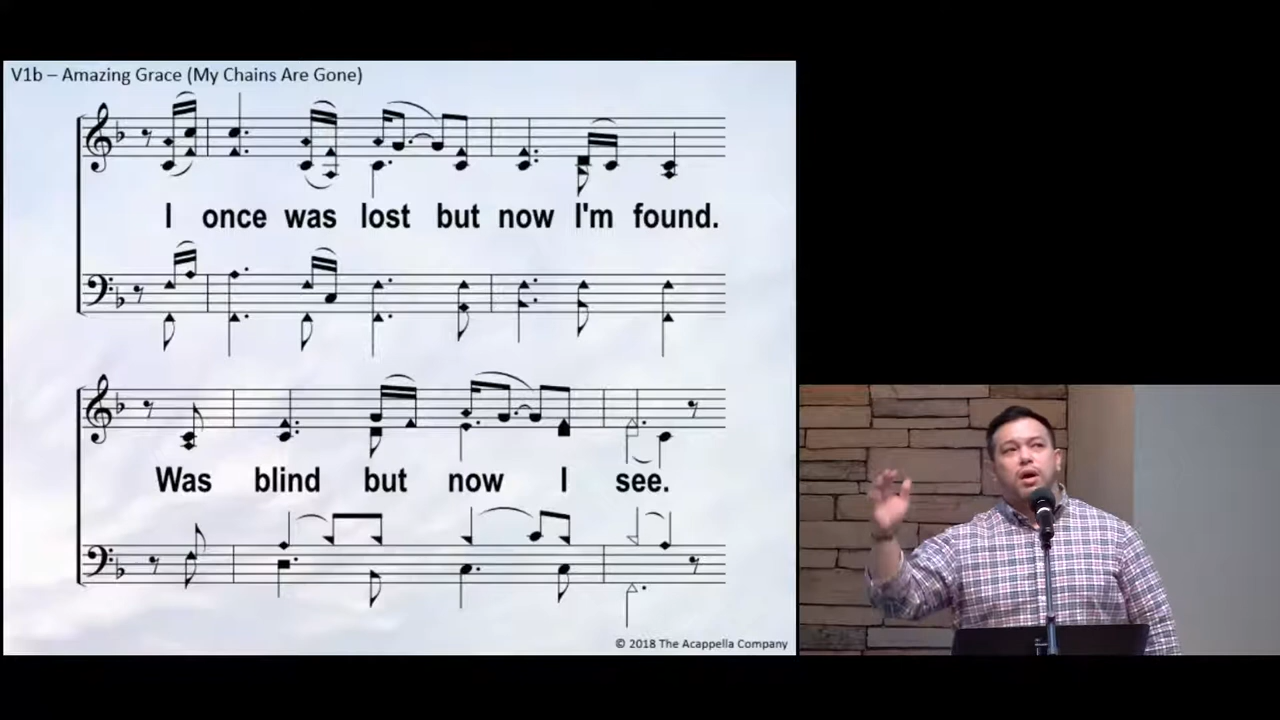 V1b – Amazing Grace (My Chains Are Gone)
I once was lost but now I'm found.
Was blind but now I see.
© 2018 The Acappella Company